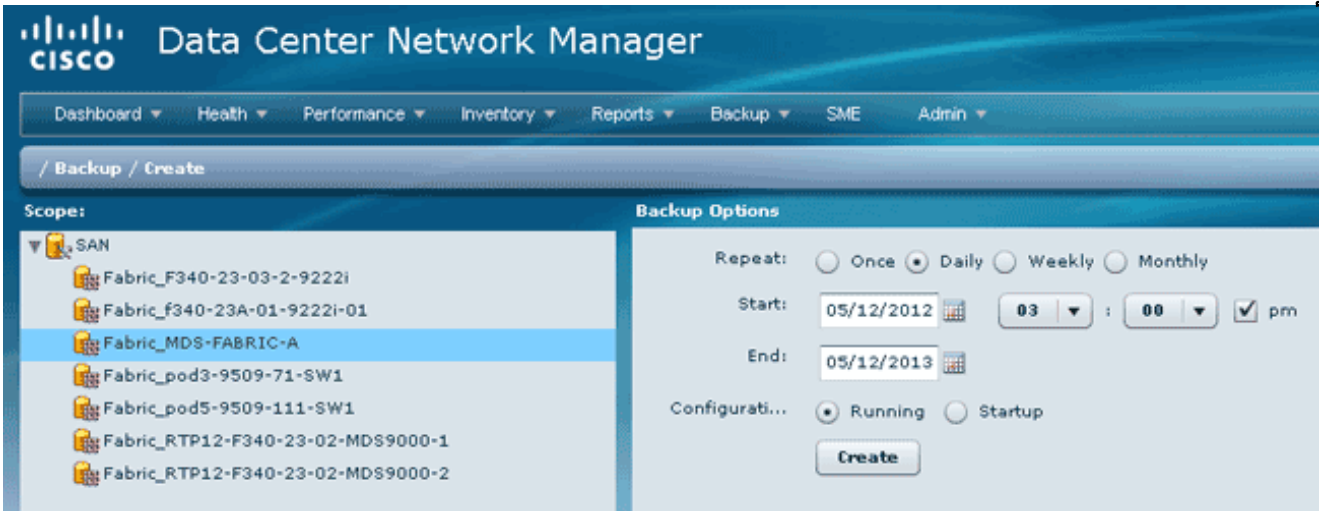 CISCO Data Center Network Manager
Dashboard Health Performance Inventory Reports Backup SME Admin
/ Backup / Create
Scope:
SAN
Fabric_F340-23-03-2-9222i
Fabric_f340-23A-01-9222i-01
Fabric_MDS-FABRIC-A
Fabric_pod3-9509-71-SW1
Fabric_pod5-9509-111-SW1
Fabric_RTP12-F340-23-02-MDS9000-1
Fabric_RTP12-F340-23-02-MDS9000-2
Backup Options
Repeat: Once Daily Weekly Monthly
Start: 05/12/2012 03 : 00 pm
End: 05/12/2013
Configurati... Running Startup
Create